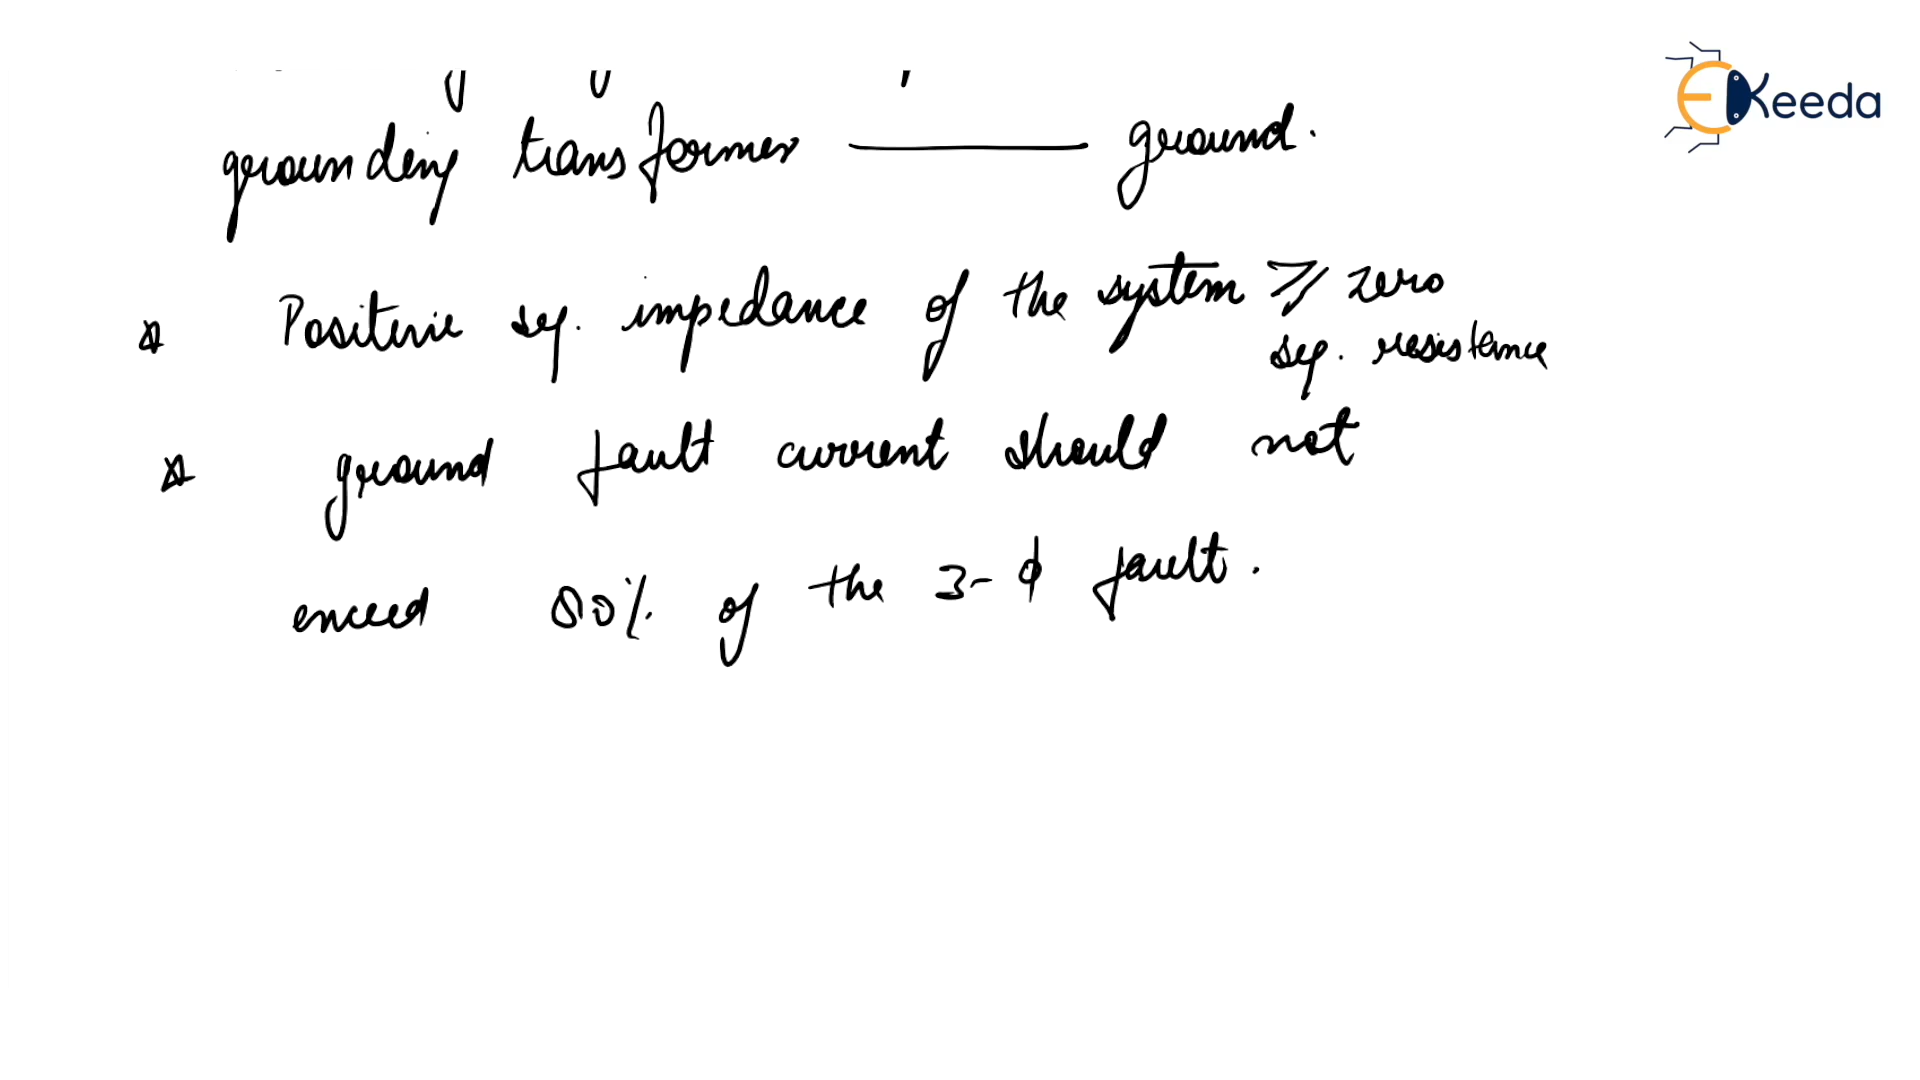 EKeeda
grounding transformer ——— ground.
* Positive seq. impedance of the system ⩾ zero
seq. resistance
* ground fault current should not
exceed 80% of the 3-ϕ fault.